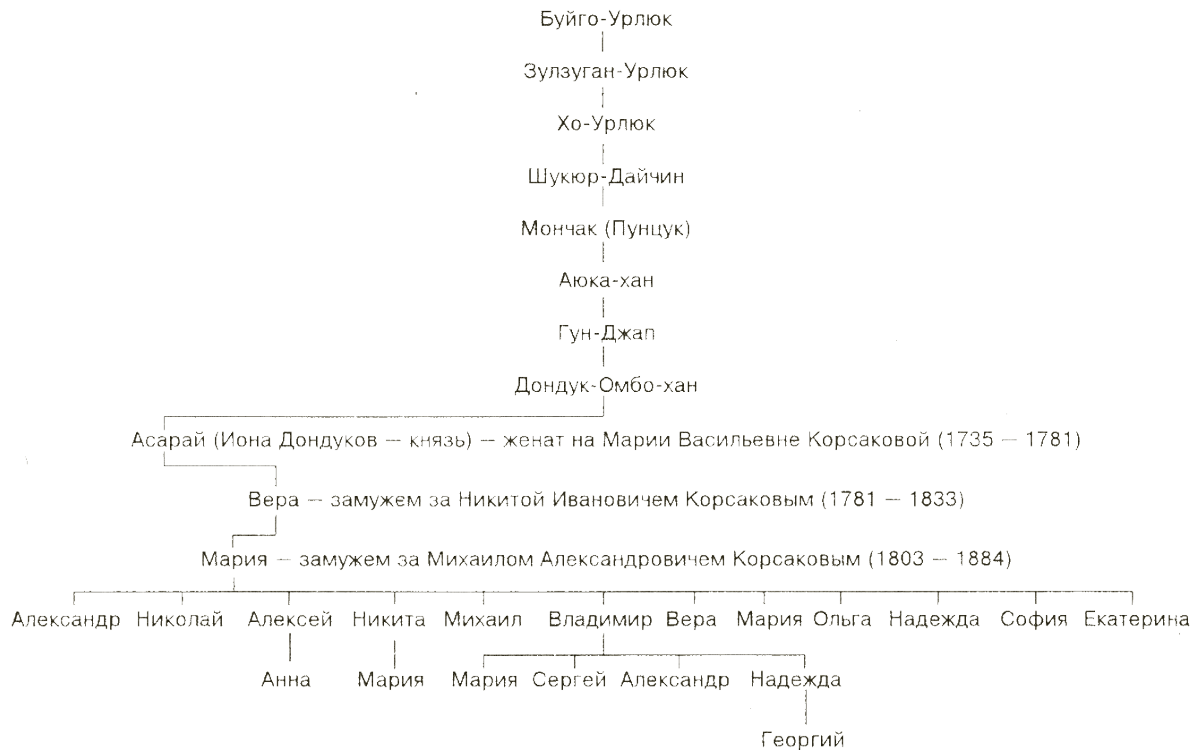 Буйго-Урлюк
Зулзуган-Урлюк
Хо-Урлюк
Шукюр-Дайчин
Мончак (Пунцук)
Аюка-хан
Гун-Джап
Дондук-Омбо-хан
Асарай (Иона Дондуков — князь) — женат на Марии Васильевне Корсаковой (1735 — 1781)
Вера — замужем за Никитой Ивановичем Корсаковым (1781 — 1833)
Мария — замужем за Михаилом Александровичем Корсаковым (1803 — 1884)
Александр Николай Алексей Никита Михаил Владимир Вера Мария Ольга Надежда София Екатерина
Анна Мария Мария Сергей Александр Надежда
Георгий